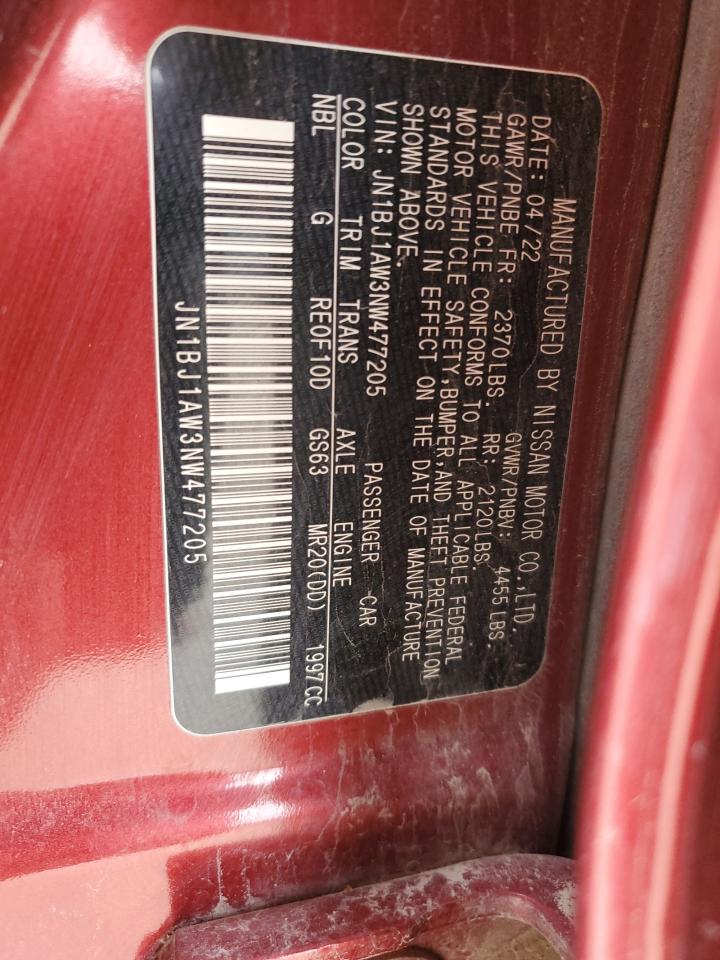 MANUFACTURED BY NISSAN MOTOR CO.,LTD.
DATE: 04/22 GVWR/PNBV: 4455 LBS.
GAWR/PNBE FR: 2370LBS. RR: 2120LBS
THIS VEHICLE CONFORMS TO ALL APPLICABLE FEDERAL
MOTOR VEHICLE SAFETY,BUMPER,AND THEFT PREVENTION
STANDARDS IN EFFECT ON THE DATE OF MANUFACTURE
SHOWN ABOVE.
VIN: JN1BJ1AW3NW477205 PASSENGER CAR
COLOR TRIM TRANS AXLE ENGINE
NBL G REOF10D GS63 MR20(DD) 1997CC
JN1BJ1AW3NW477205